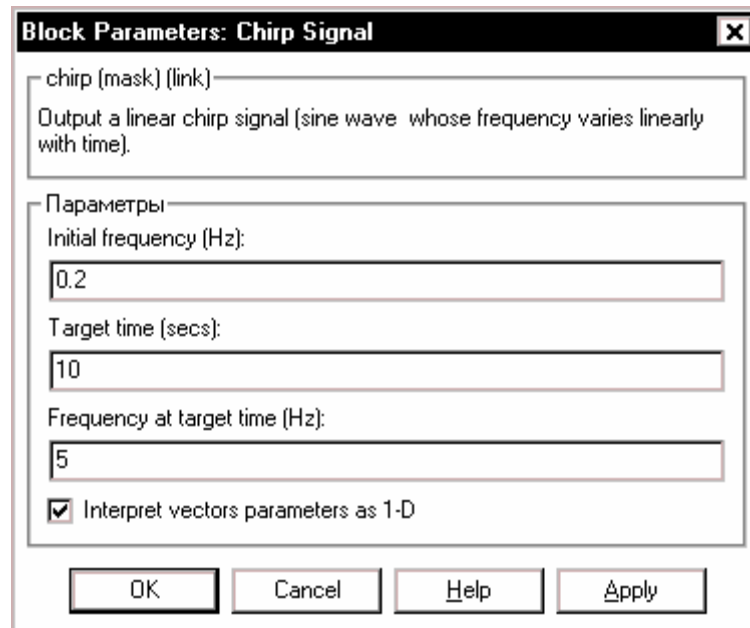 Block Parameters: Chirp Signal
chirp (mask) (link)
Output a linear chirp signal (sine wave whose frequency varies linearly
with time).
Параметры
Initial frequency (Hz):
0.2
Target time (secs):
10
Frequency at target time (Hz):
5
Interpret vectors parameters as 1-D
OK Cancel Help Apply